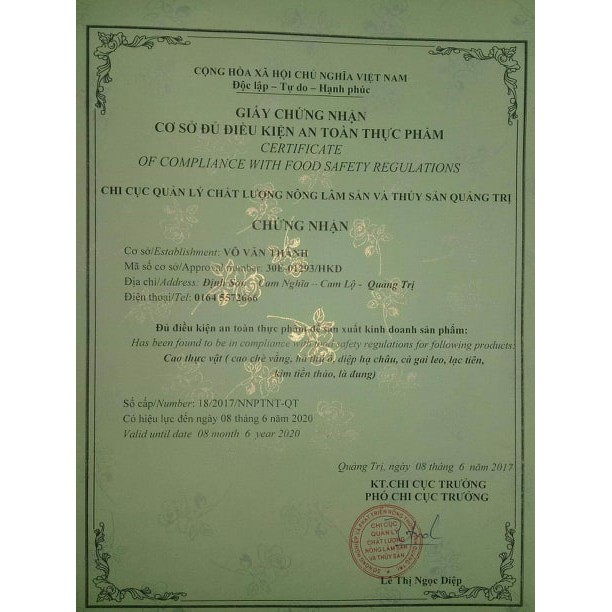 CỘNG HÒA XÃ HỘI CHỦ NGHĨA VIỆT NAM
Độc lập – Tự do – Hạnh phúc
GIẤY CHỨNG NHẬN
CƠ SỞ ĐỦ ĐIỀU KIỆN AN TOÀN THỰC PHẨM
CERTIFICATE
OF COMPLIANCE WITH FOOD SAFETY REGULATIONS
CHI CỤC QUẢN LÝ CHẤT LƯỢNG NÔNG LÂM SẢN VÀ THỦY SẢN QUẢNG TRỊ
CHỨNG NHẬN
Cơ sở/Establishment: VÕ VĂN THÀNH
Mã số cơ sở/Approval number: 30E-01293/HKD
Địa chỉ/Address: Định Sơn – Cam Nghĩa – Cam Lộ - Quảng Trị
Điện thoại/Tel: 0164 5572666
Đủ điều kiện an toàn thực phẩm để sản xuất kinh doanh sản phẩm:
Has been found to be in compliance with food safety regulations for following products:
Cao thực vật ( cao chè vằng, hà thủ ô, diệp hạ châu, cà gai leo, lạc tiên,
kim tiền thảo, lá đung)
Số cấp/Number: 18/2017/NNPTNT-QT
Có hiệu lực đến ngày 08 tháng 6 năm 2020
Valid until date 08 month 6 year 2020
Quảng Trị, ngày 08 tháng 6 năm 2017
KT.CHI CỤC TRƯỞNG
PHÓ CHI CỤC TRƯỞNG
CHI CỤC
QUẢN LÝ
CHẤT LƯỢNG
NÔNG LÂM SẢN
VÀ THỦY SẢN
Lê Thị Ngọc Diệp